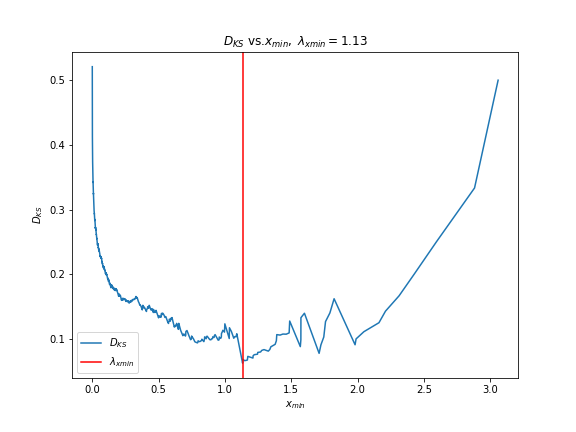 D_KS vs.x_min, λ_xmin = 1.13
0.5
0.4
0.3
0.2
0.1
D_KS
D_KS
λ_xmin
0.0 0.5 1.0 1.5 2.0 2.5 3.0
x_min